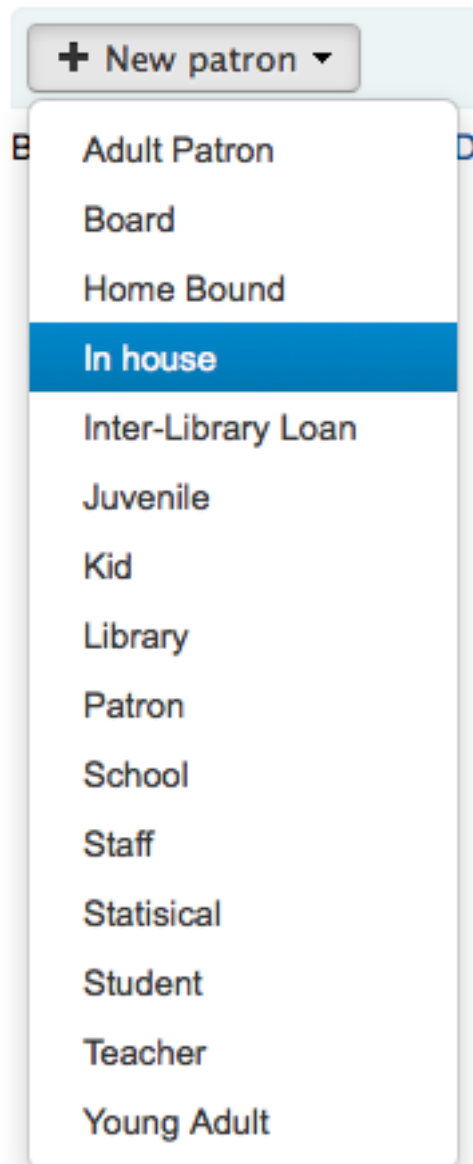 + New patron
B D
Adult Patron
Board
Home Bound
In house
Inter-Library Loan
Juvenile
Kid
Library
Patron
School
Staff
Statisical
Student
Teacher
Young Adult